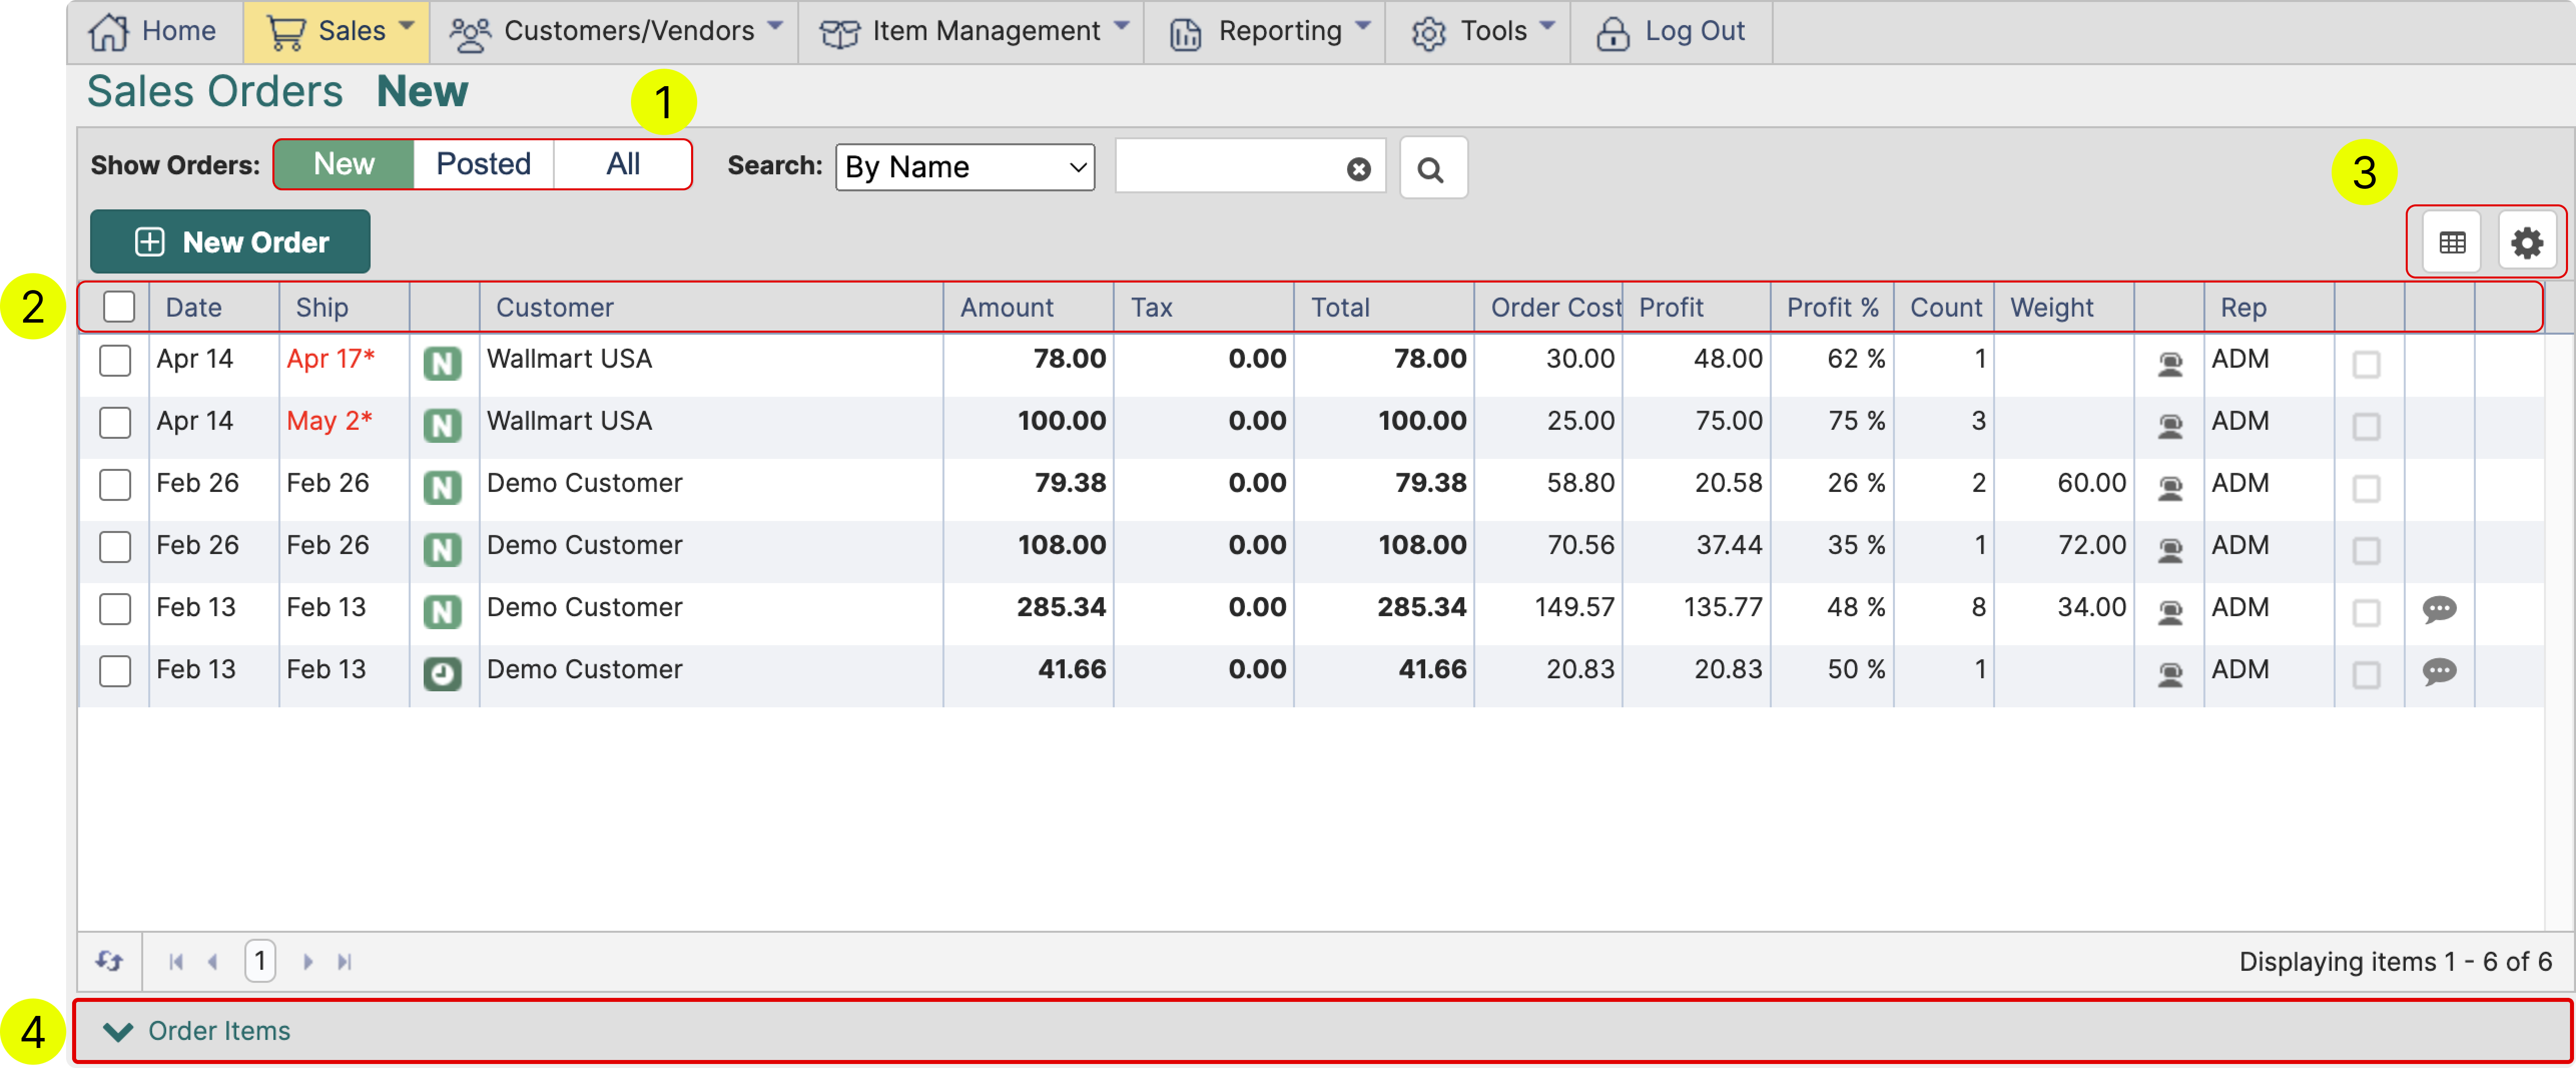 Home Sales Customers/Vendors Item Management Reporting Tools Log Out
Sales Orders New
1
Show Orders: New Posted All Search: By Name
3
New Order
2
Date Ship Customer Amount Tax Total Order Cost Profit Profit % Count Weight Rep
Apr 14 Apr 17* N Wallmart USA 78.00 0.00 78.00 30.00 48.00 62 % 1 ADM
Apr 14 May 2* N Wallmart USA 100.00 0.00 100.00 25.00 75.00 75 % 3 ADM
Feb 26 Feb 26 N Demo Customer 79.38 0.00 79.38 58.80 20.58 26 % 2 60.00 ADM
Feb 26 Feb 26 N Demo Customer 108.00 0.00 108.00 70.56 37.44 35 % 1 72.00 ADM
Feb 13 Feb 13 N Demo Customer 285.34 0.00 285.34 149.57 135.77 48 % 8 34.00 ADM
Feb 13 Feb 13 Demo Customer 41.66 0.00 41.66 20.83 20.83 50 % 1 ADM
1 Displaying items 1 - 6 of 6
4
Order Items